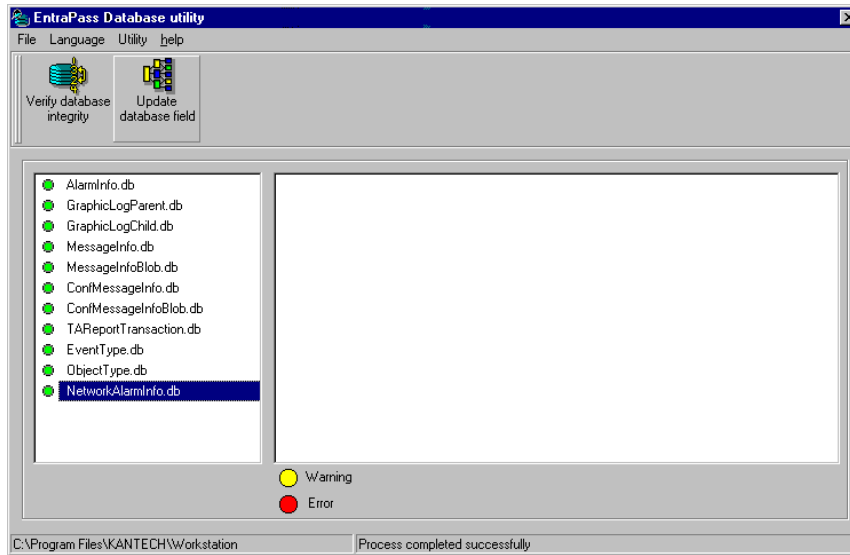 EntraPass Database utility
File Language Utility help
Verify database integrity
Update database field
AlarmInfo.db
GraphicLogParent.db
GraphicLogChild.db
MessageInfo.db
MessageInfoBlob.db
ConfMessageInfo.db
ConfMessageInfoBlob.db
TAReportTransaction.db
EventType.db
ObjectType.db
NetworkAlarmInfo.db
Warning
Error
C:\Program Files\KANTECH\Workstation
Process completed successfully